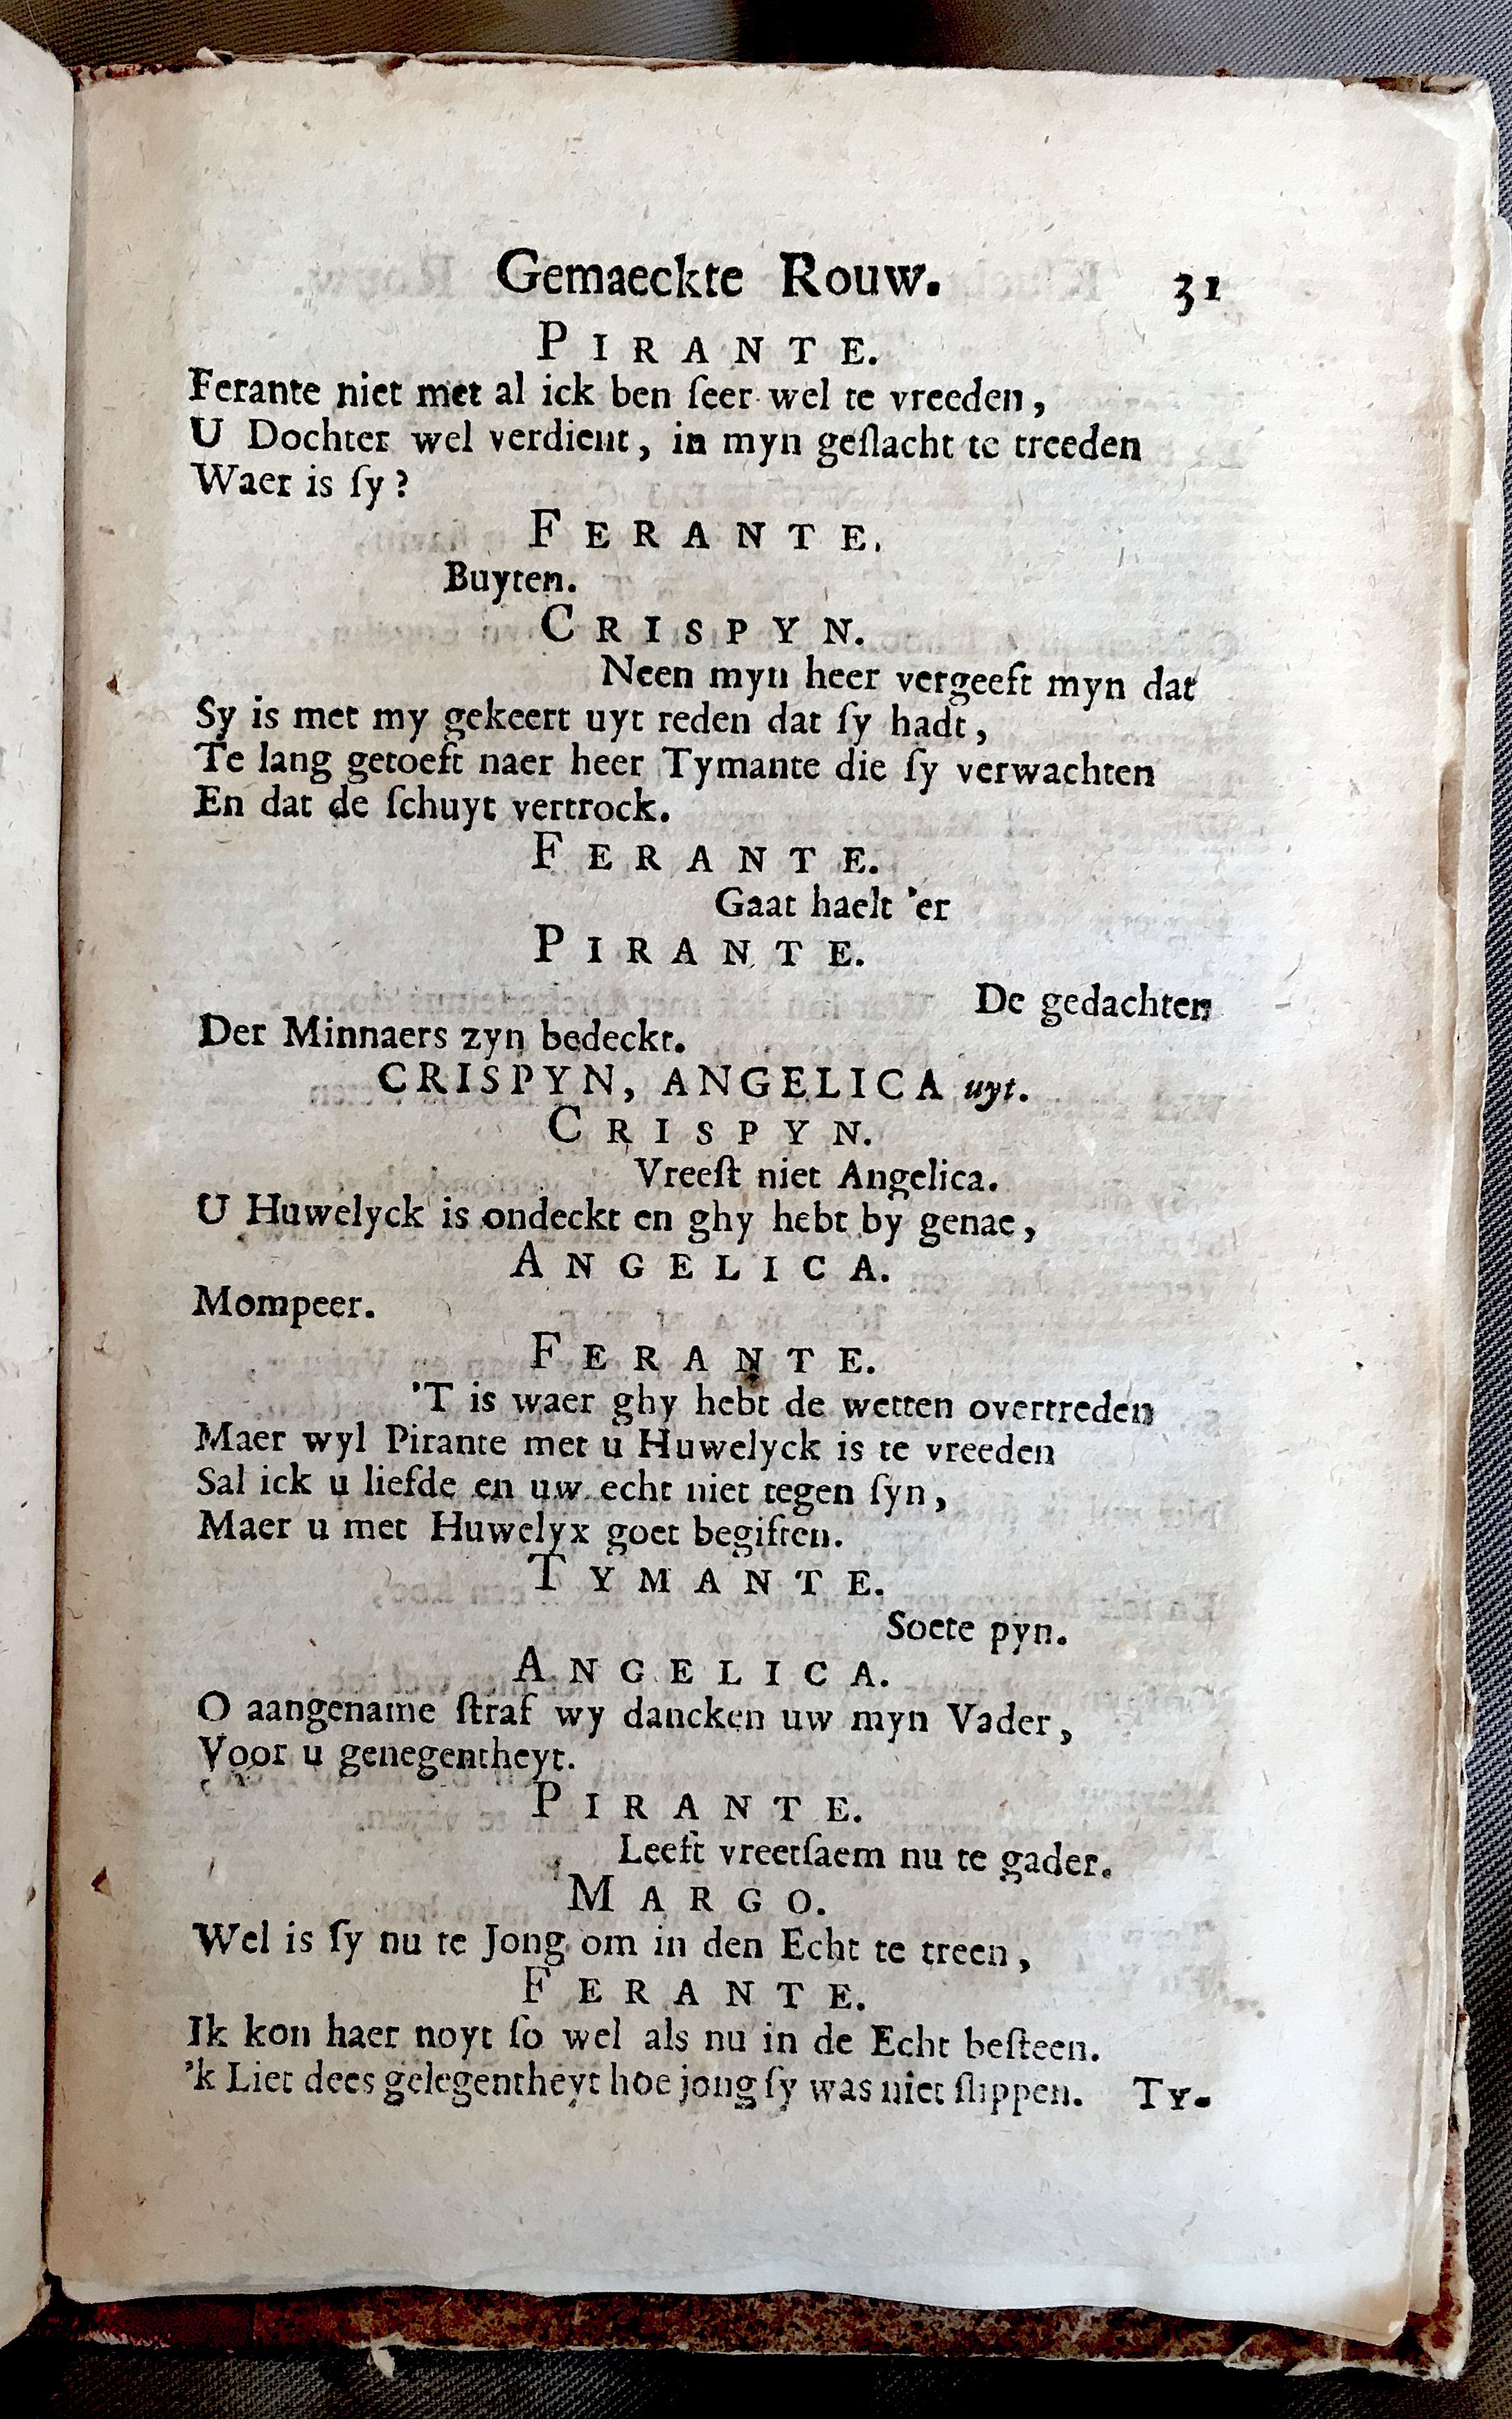 Gemaeckte Rouw. 31
PIRANTE.
Ferante niet met al ick ben ſeer wel te vreeden,
U Dochter wel verdient, in myn geſlacht te treeden
Waer is ſy?
FERANTE.
Buyten.
CRISPYN.
Neen myn heer vergeeft myn dat
Sy is met my gekeert uyt reden dat ſy hadt,
Te lang getoeft naer heer Tymante die ſy verwachten
En dat de ſchuyt vertrock.
FERANTE.
Gaat haelt 'er
PIRANTE.
De gedachten
Der Minnaers zyn bedeckt.
CRISPYN, ANGELICA uyt.
CRISPYN.
Vreeſt niet Angelica.
U Huwelyck is ondeckt en ghy hebt by genae,
ANGELICA.
Mompeer.
FERANTE.
'T is waer ghy hebt de wetten overtreden
Maer wyl Pirante met u Huwelyck is te vreeden
Sal ick u liefde en uw echt niet tegen ſyn,
Maer u met Huwelyx goet begiften.
TYMANTE.
Soete pyn.
ANGELICA.
O aangename ſtraf wy dancken uw myn Vader,
Voor u genegentheyt.
PIRANTE.
Leeft vreetſaem nu te gader.
MARGO.
Wel is ſy nu te Jong om in den Echt te treen,
FERANTE.
Ik kon haer noyt ſo wel als nu in de Echt beſteen.
'k Liet dees gelegentheyt hoe jong ſy was niet ſlippen. TY-